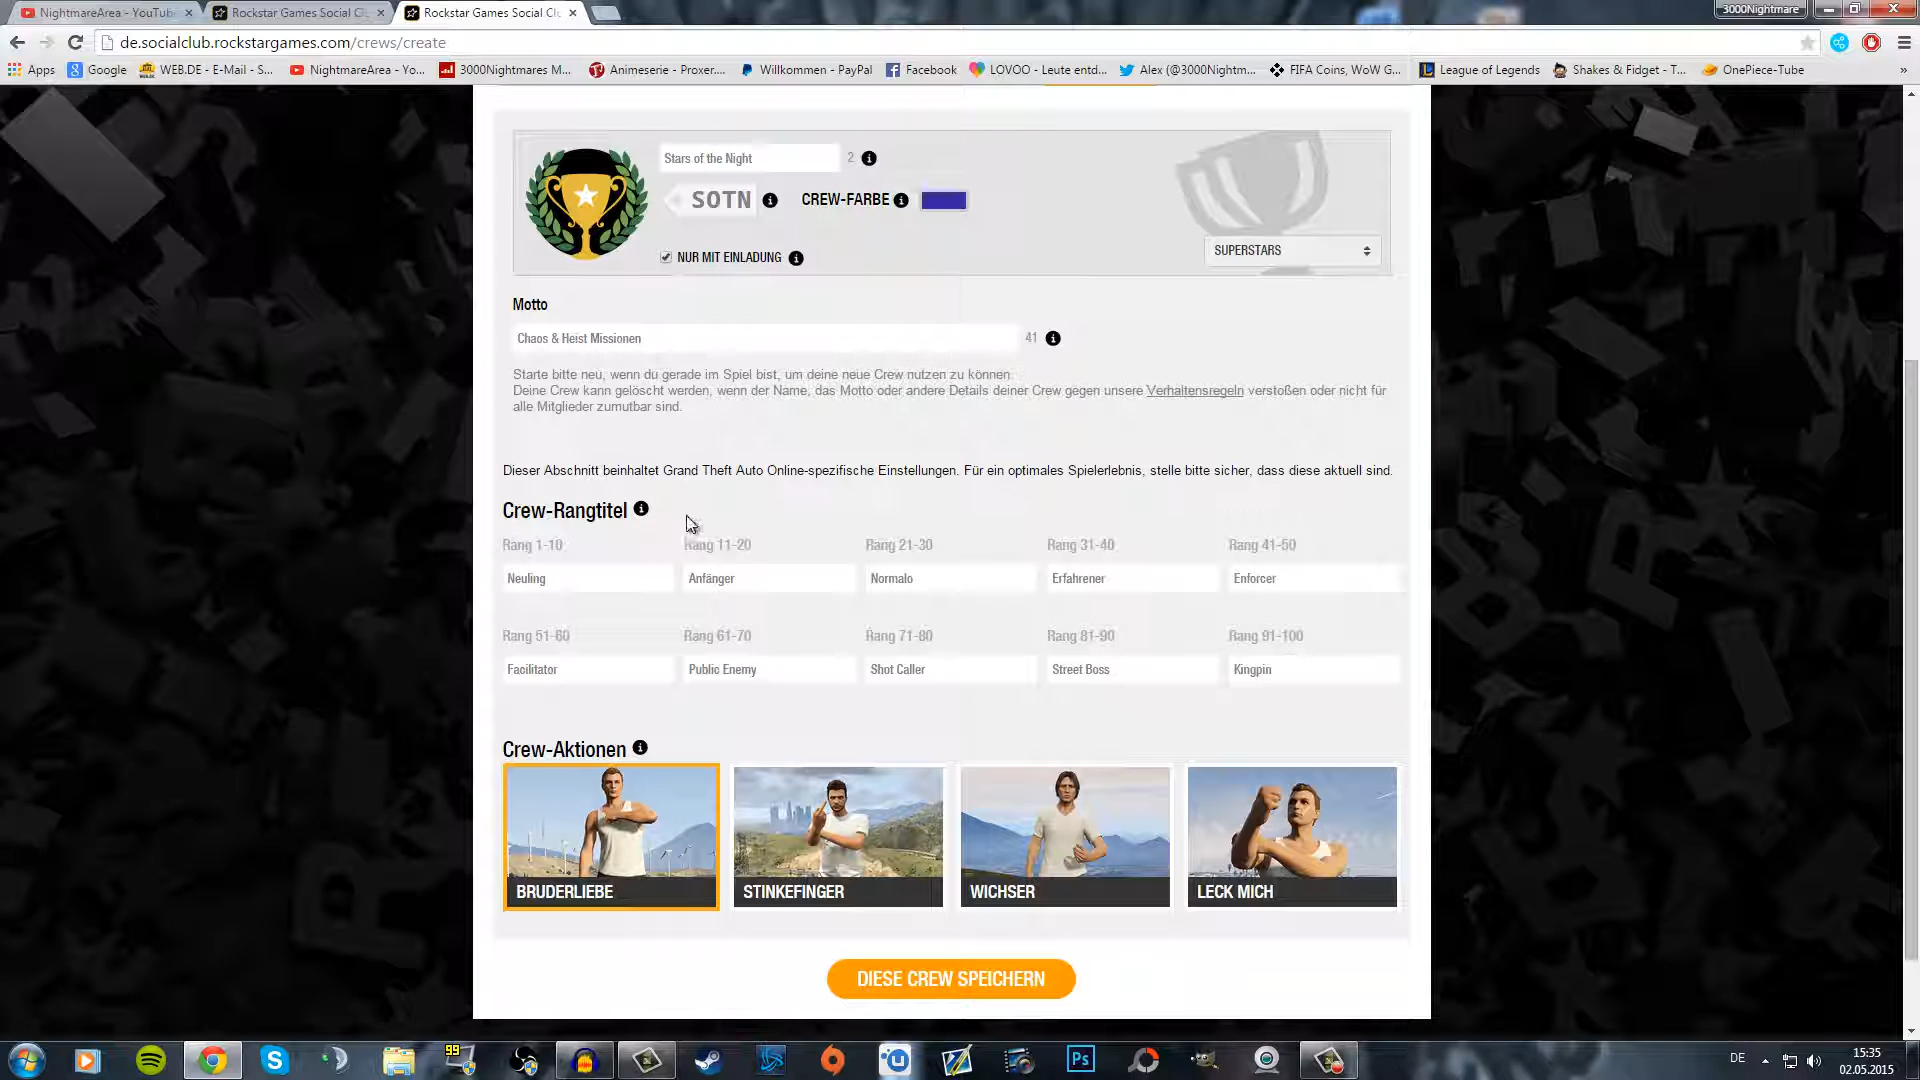 NightmareArea - YouTub
Rockstar Games Social Cl
Rockstar Games Social Clu
3000Nightmare
de.socialclub.rockstargames.com/crews/create
Apps
Google
WEB.DE - E-Mail - S...
NightmareArea - Yo...
3000Nightmares M...
Animeserie - Proxer....
Willkommen - PayPal
Facebook
LOVOO - Leute entd...
Alex (@3000Nightm...
FIFA Coins, WoW G...
League of Legends
Shakes & Fidget - T...
OnePiece-Tube
»
Stars of the Night
2
SOTN
CREW-FARBE
NUR MIT EINLADUNG
SUPERSTARS
Motto
Chaos & Heist Missionen
41
Starte bitte neu, wenn du gerade im Spiel bist, um deine neue Crew nutzen zu können.
Deine Crew kann gelöscht werden, wenn der Name, das Motto oder andere Details deiner Crew gegen unsere Verhaltensregeln verstoßen oder nicht für
alle Mitglieder zumutbar sind.
Dieser Abschnitt beinhaltet Grand Theft Auto Online-spezifische Einstellungen. Für ein optimales Spielerlebnis, stelle bitte sicher, dass diese aktuell sind.
Crew-Rangtitel
Rang 1-10 Rang 11-20 Rang 21-30 Rang 31-40 Rang 41-50
Neuling Anfänger Normalo Erfahrener Enforcer
Rang 51-60 Rang 61-70 Rang 71-80 Rang 81-90 Rang 91-100
Facilitator Public Enemy Shot Caller Street Boss Kingpin
Crew-Aktionen
BRUDERLIEBE STINKEFINGER WICHSER LECK MICH
DIESE CREW SPEICHERN
99
Ps
DE
15:35
02.05.2015